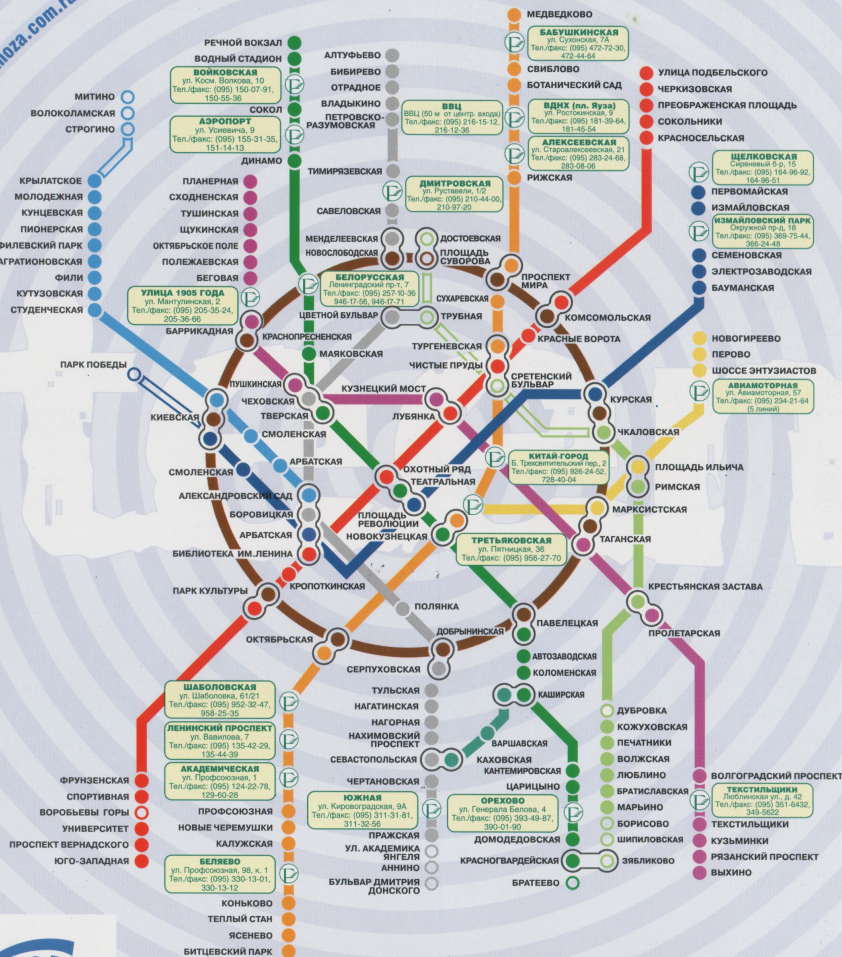 noza.com.ru
МЕДВЕДКОВО
БАБУШКИНСКАЯ
ул. Сухонская, 7А
Тел./факс: (095) 472-72-30,
472-44-64
СВИБЛОВО
БОТАНИЧЕСКИЙ САД
ВДНХ (пл. Яуза)
ул. Ростокинская, 9
Тел./факс: (095) 181-39-64,
181-45-54
АЛЕКСЕЕВСКАЯ
ул. Староалексеевская, 21
Тел./факс: (095) 283-24-68,
283-08-06
РИЖСКАЯ
РЕЧНОЙ ВОКЗАЛ
ВОДНЫЙ СТАДИОН
ВОЙКОВСКАЯ
ул. Косм. Волкова, 10
Тел./факс: (095) 150-07-91,
150-55-36
СОКОЛ
АЭРОПОРТ
ул. Усиевича, 9
Тел./факс: (095) 155-31-35,
151-14-13
ДИНАМО
АЛТУФЬЕВО
БИБИРЕВО
ОТРАДНОЕ
ВЛАДЫКИНО
ПЕТРОВСКО-
РАЗУМОВСКАЯ
ВВЦ
ВВЦ (50 м от центр. входа)
Тел./факс: (095) 216-15-12,
216-12-36
ТИМИРЯЗЕВСКАЯ
ДМИТРОВСКАЯ
ул. Руставели, 1/2
Тел./факс: (095) 210-44-00,
210-97-20
САВЕЛОВСКАЯ
МЕНДЕЛЕЕВСКАЯ
НОВОСЛОБОДСКАЯ
ДОСТОЕВСКАЯ
ПЛОЩАДЬ
СУВОРОВА
УЛИЦА ПОДБЕЛЬСКОГО
ЧЕРКИЗОВСКАЯ
ПРЕОБРАЖЕНСКАЯ ПЛОЩАДЬ
СОКОЛЬНИКИ
КРАСНОСЕЛЬСКАЯ
ЩЕЛКОВСКАЯ
Сиреневый б-р, 15
Тел./факс: (095) 164-96-92,
164-96-51
ПЕРВОМАЙСКАЯ
ИЗМАЙЛОВСКАЯ
ИЗМАЙЛОВСКИЙ ПАРК
Окружной пр-д, 18
Тел./факс: (095) 369-75-44,
366-24-48
СЕМЕНОВСКАЯ
ЭЛЕКТРОЗАВОДСКАЯ
БАУМАНСКАЯ
МИТИНО
ВОЛОКОЛАМСКАЯ
СТРОГИНО
КРЫЛАТСКОЕ
МОЛОДЕЖНАЯ
КУНЦЕВСКАЯ
ПИОНЕРСКАЯ
ФИЛЕВСКИЙ ПАРК
АГРАТИОНОВСКАЯ
ФИЛИ
КУТУЗОВСКАЯ
СТУДЕНЧЕСКАЯ
ПЛАНЕРНАЯ
СХОДНЕНСКАЯ
ТУШИНСКАЯ
ЩУКИНСКАЯ
ОКТЯБРЬСКОЕ ПОЛЕ
ПОЛЕЖАЕВСКАЯ
БЕГОВАЯ
УЛИЦА 1905 ГОДА
ул. Мантулинская, 2
Тел./факс: (095) 205-35-24,
205-36-66
БАРРИКАДНАЯ
КРАСНОПРЕСНЕНСКАЯ
БЕЛОРУССКАЯ
Ленинградский пр-т, 7
Тел./факс: (095) 257-10-36
946-17-56, 946-17-71
ЦВЕТНОЙ БУЛЬВАР
ТРУБНАЯ
СУХАРЕВСКАЯ
ПРОСПЕКТ
МИРА
КОМСОМОЛЬСКАЯ
КРАСНЫЕ ВОРОТА
ТУРГЕНЕВСКАЯ
ЧИСТЫЕ ПРУДЫ
СРЕТЕНСКИЙ
БУЛЬВАР
МАЯКОВСКАЯ
ПАРК ПОБЕДЫ
ПУШКИНСКАЯ
ЧЕХОВСКАЯ
ТВЕРСКАЯ
КУЗНЕЦКИЙ МОСТ
ЛУБЯНКА
КУРСКАЯ
ЧКАЛОВСКАЯ
НОВОГИРЕЕВО
ПЕРОВО
ШОССЕ ЭНТУЗИАСТОВ
АВИАМОТОРНАЯ
ул. Авиамоторная, 57
Тел./факс: (095) 234-21-64
(5 линий)
КИЕВСКАЯ
СМОЛЕНСКАЯ
АРБАТСКАЯ
СМОЛЕНСКАЯ
АЛЕКСАНДРОВСКИЙ САД
БОРОВИЦКАЯ
АРБАТСКАЯ
БИБЛИОТЕКА ИМ.ЛЕНИНА
КРОПОТКИНСКАЯ
ОХОТНЫЙ РЯД
ТЕАТРАЛЬНАЯ
ПЛОЩАДЬ
РЕВОЛЮЦИИ
НОВОКУЗНЕЦКАЯ
КИТАЙ-ГОРОД
Б. Трехсвятительский пер., 2
Тел./факс: (095) 926-24-52,
728-40-04
ТРЕТЬЯКОВСКАЯ
ул. Пятницкая, 36
Тел./факс: (095) 956-27-70
ПЛОЩАДЬ ИЛЬИЧА
РИМСКАЯ
МАРКСИСТСКАЯ
ТАГАНСКАЯ
КРЕСТЬЯНСКАЯ ЗАСТАВА
ПРОЛЕТАРСКАЯ
ПАРК КУЛЬТУРЫ
ОКТЯБРЬСКАЯ
ПОЛЯНКА
ДОБРЫНИНСКАЯ
СЕРПУХОВСКАЯ
ПАВЕЛЕЦКАЯ
АВТОЗАВОДСКАЯ
КОЛОМЕНСКАЯ
КАШИРСКАЯ
ВАРШАВСКАЯ
КАХОВСКАЯ
КАНТЕМИРОВСКАЯ
ЦАРИЦЫНО
ОРЕХОВО
ул. Генерала Белова, 4
Тел./факс: (095) 393-49-87,
390-01-90
ДОМОДЕДОВСКАЯ
КРАСНОГВАРДЕЙСКАЯ
БРАТЕЕВО
ТУЛЬСКАЯ
НАГАТИНСКАЯ
НАГОРНАЯ
НАХИМОВСКИЙ
ПРОСПЕКТ
СЕВАСТОПОЛЬСКАЯ
ЧЕРТАНОВСКАЯ
ЮЖНАЯ
ул. Кировоградская, 9А
Тел./факс: (095) 311-31-81,
311-32-56
ПРАЖСКАЯ
УЛ. АКАДЕМИКА
ЯНГЕЛЯ
АННИНО
БУЛЬВАР ДМИТРИЯ
ДОНСКОГО
ШАБОЛОВСКАЯ
ул. Шаболовка, 61/21
Тел./факс: (095) 952-32-47,
958-25-35
ЛЕНИНСКИЙ ПРОСПЕКТ
ул. Вавилова, 7
Тел./факс: (095) 135-42-29,
135-44-39
АКАДЕМИЧЕСКАЯ
ул. Профсоюзная, 1
Тел./факс: (095) 124-22-78,
129-60-28
ПРОФСОЮЗНАЯ
НОВЫЕ ЧЕРЕМУШКИ
КАЛУЖСКАЯ
БЕЛЯЕВО
ул. Профсоюзная, 98, к. 1
Тел./факс: (095) 330-13-01,
330-13-12
КОНЬКОВО
ТЕПЛЫЙ СТАН
ЯСЕНЕВО
БИТЦЕВСКИЙ ПАРК
ФРУНЗЕНСКАЯ
СПОРТИВНАЯ
ВОРОБЬЕВЫ ГОРЫ
УНИВЕРСИТЕТ
ПРОСПЕКТ ВЕРНАДСКОГО
ЮГО-ЗАПАДНАЯ
ДУБРОВКА
КОЖУХОВСКАЯ
ПЕЧАТНИКИ
ВОЛЖСКАЯ
ЛЮБЛИНО
БРАТИСЛАВСКАЯ
МАРЬИНО
БОРИСОВО
ШИПИЛОВСКАЯ
ЗЯБЛИКОВО
ВОЛГОГРАДСКИЙ ПРОСПЕКТ
ТЕКСТИЛЬЩИКИ
Люблинская ул., д. 42
Тел./факс: (095) 351-6432,
349-5622
ТЕКСТИЛЬЩИКИ
КУЗЬМИНКИ
РЯЗАНСКИЙ ПРОСПЕКТ
ВЫХИНО